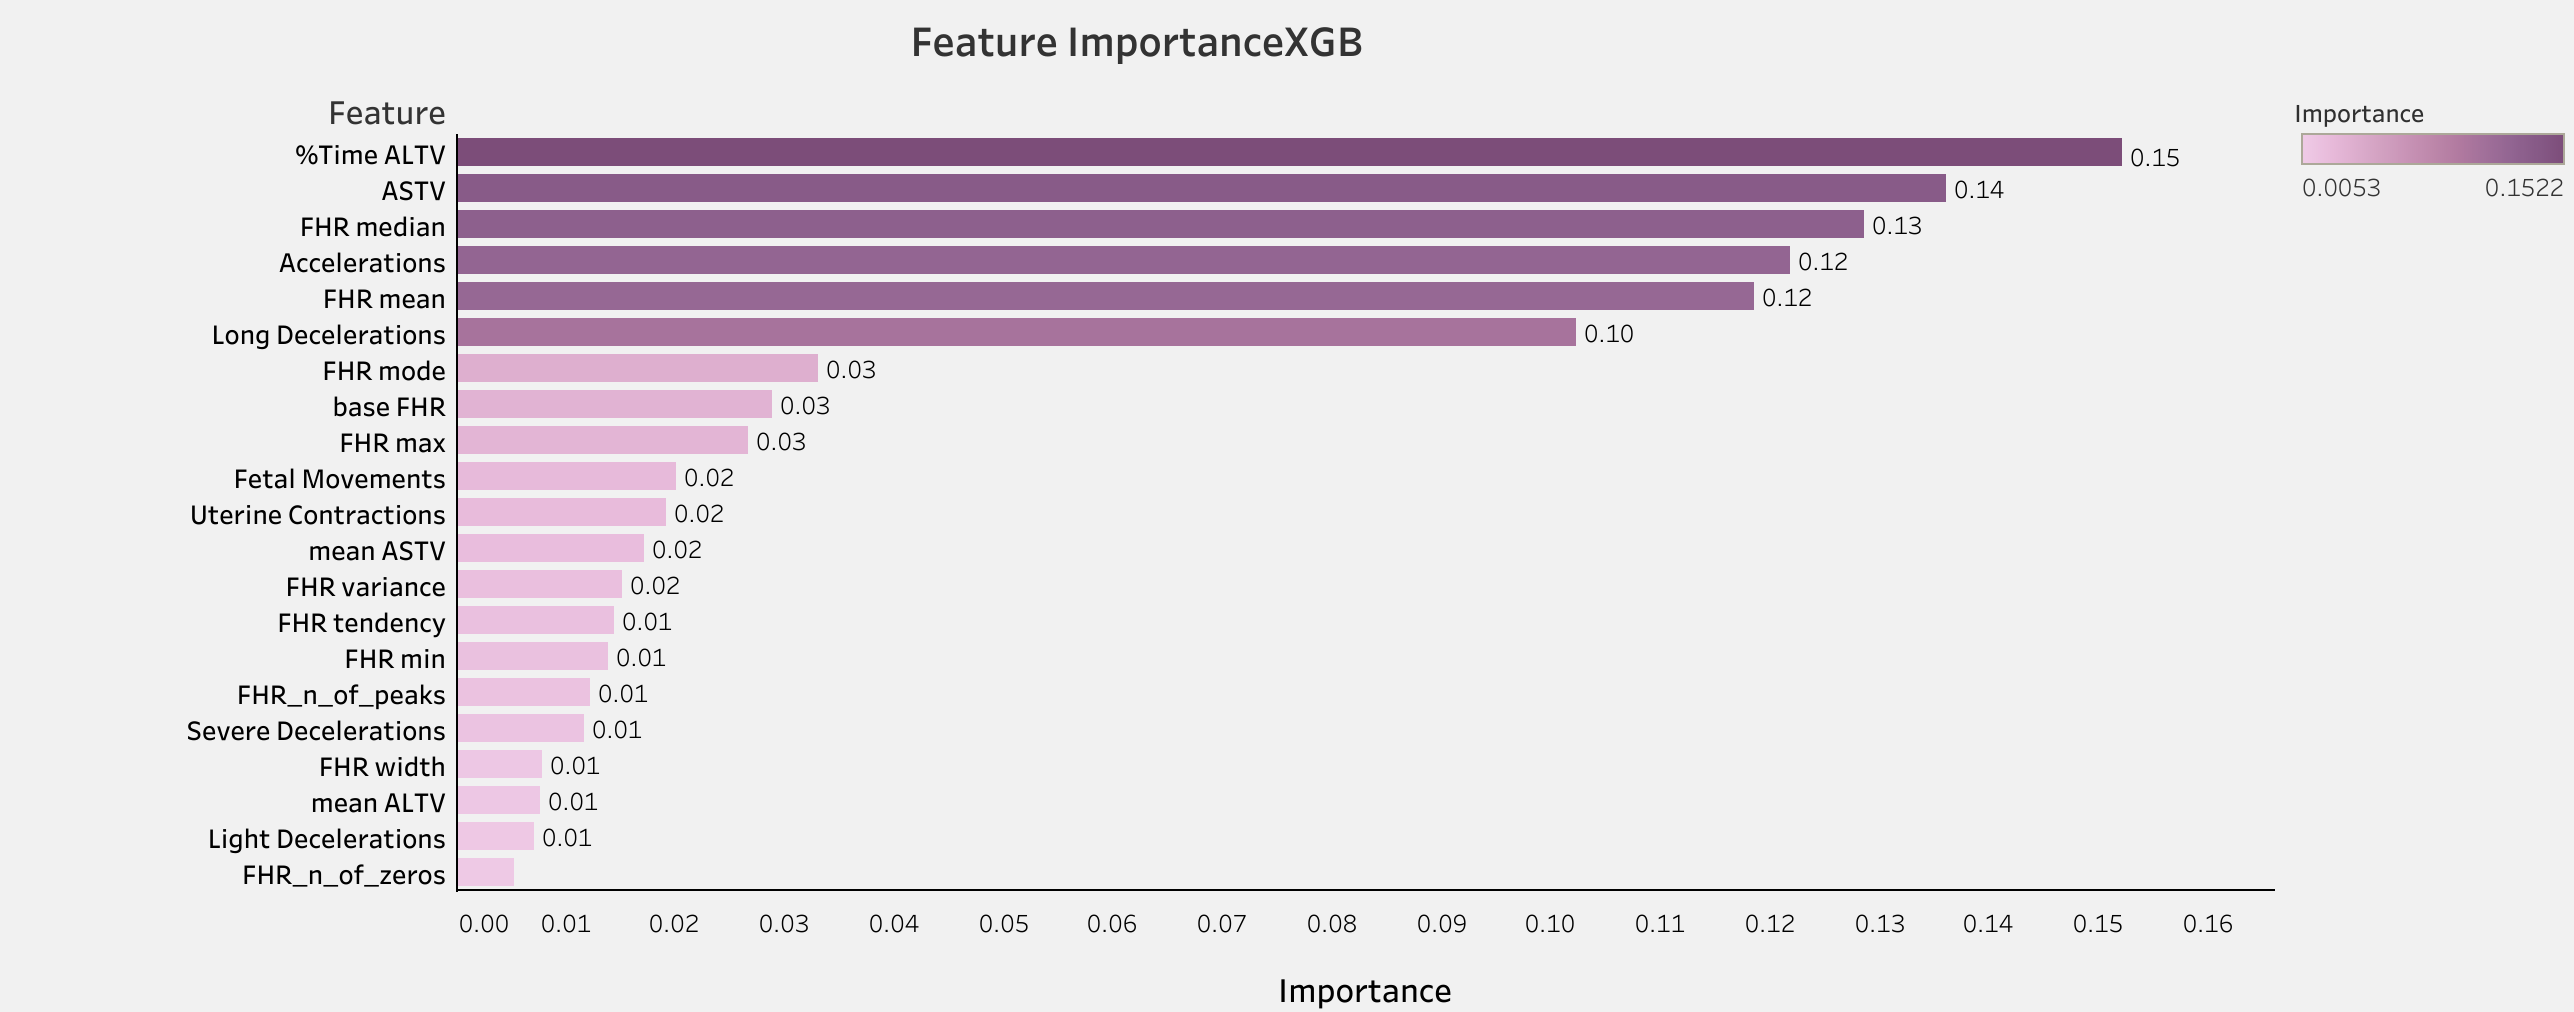 Feature ImportanceXGB
Feature
%Time ALTV 0.15
ASTV 0.14
FHR median 0.13
Accelerations 0.12
FHR mean 0.12
Long Decelerations 0.10
FHR mode 0.03
base FHR 0.03
FHR max 0.03
Fetal Movements 0.02
Uterine Contractions 0.02
mean ASTV 0.02
FHR variance 0.02
FHR tendency 0.01
FHR min 0.01
FHR_n_of_peaks 0.01
Severe Decelerations 0.01
FHR width 0.01
mean ALTV 0.01
Light Decelerations 0.01
FHR_n_of_zeros
0.00 0.01 0.02 0.03 0.04 0.05 0.06 0.07 0.08 0.09 0.10 0.11 0.12 0.13 0.14 0.15 0.16
Importance
Importance
0.0053 0.1522